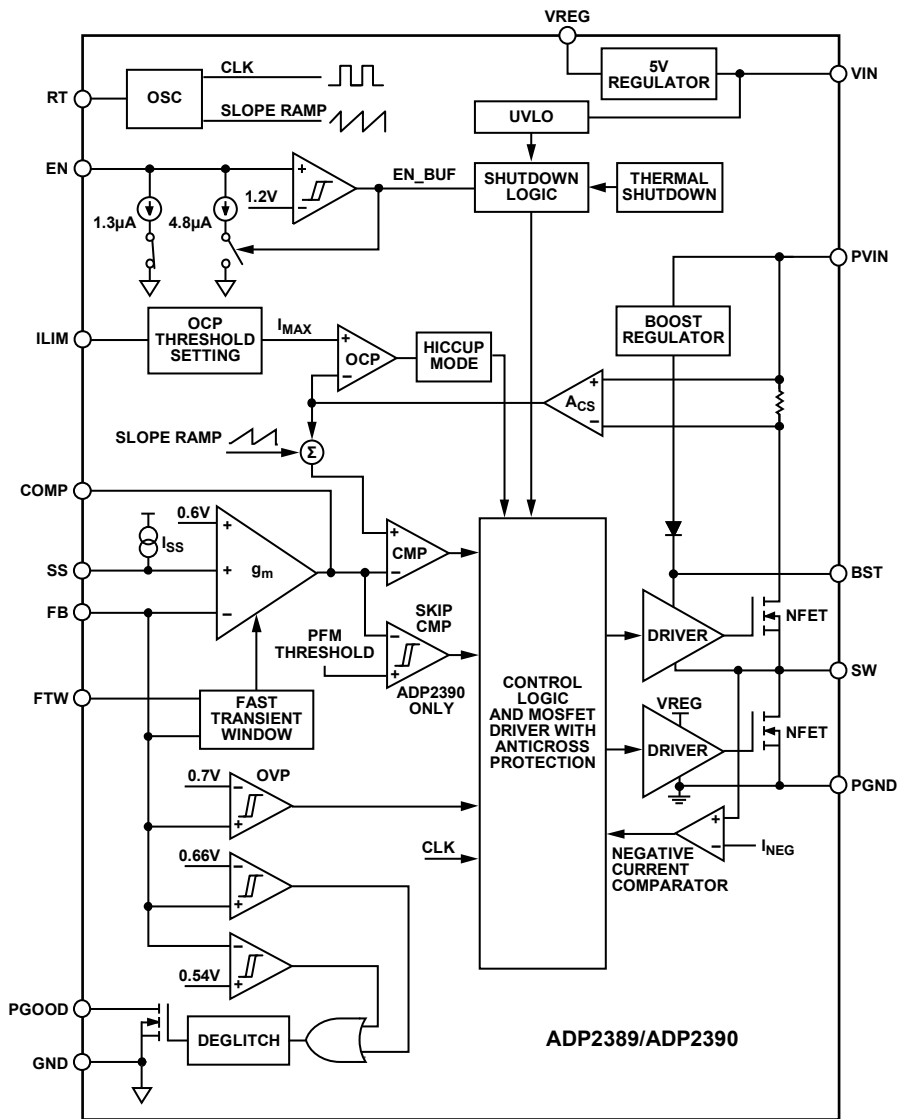 VREG
CLK
5V
REGULATOR
VIN
RT
OSC
SLOPE RAMP
UVLO
EN
EN_BUF
SHUTDOWN
LOGIC
THERMAL
SHUTDOWN
+
1.2V
–
1.3µA
4.8µA
PVIN
BOOST
REGULATOR
ILIM
OCP
THRESHOLD
SETTING
IMAX
+
OCP
–
HICCUP
MODE
+
ACS
–
SLOPE RAMP
Σ
COMP
0.6V
+
ISS
SS
+
gm
FB
–
+
CMP
–
BST
SKIP
CMP
–
PFM
THRESHOLD
+
ADP2390
ONLY
DRIVER
NFET
SW
FTW
FAST
TRANSIENT
WINDOW
CONTROL
LOGIC
AND MOSFET
DRIVER WITH
ANTICROSS
PROTECTION
VREG
DRIVER
NFET
PGND
0.7V
–
OVP
+
CLK
+
–
INEG
NEGATIVE
CURRENT
COMPARATOR
0.66V
–
+
–
0.54V
+
PGOOD
DEGLITCH
GND
ADP2389/ADP2390